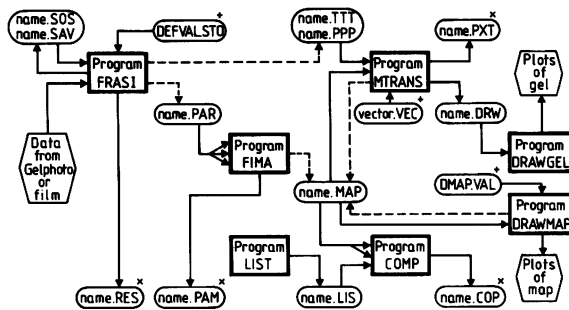 name.SOS
name.SAV
DEFVAL.STO
+
name.TTT
name.PPP
x
name.PXT
Program
FRASI
Program
MTRANS
Plots
of
gel
name.PAR
vector.VEC
+
name.DRW
Data
from
Gelphoto
or
film
Program
FIMA
Program
DRAWGEL
name.MAP
DMAP.VAL
+
Program
DRAWMAP
Program
LIST
Program
COMP
name.RES
x
name.PAM
x
name.LIS
name.COP
x
Plots
of
map